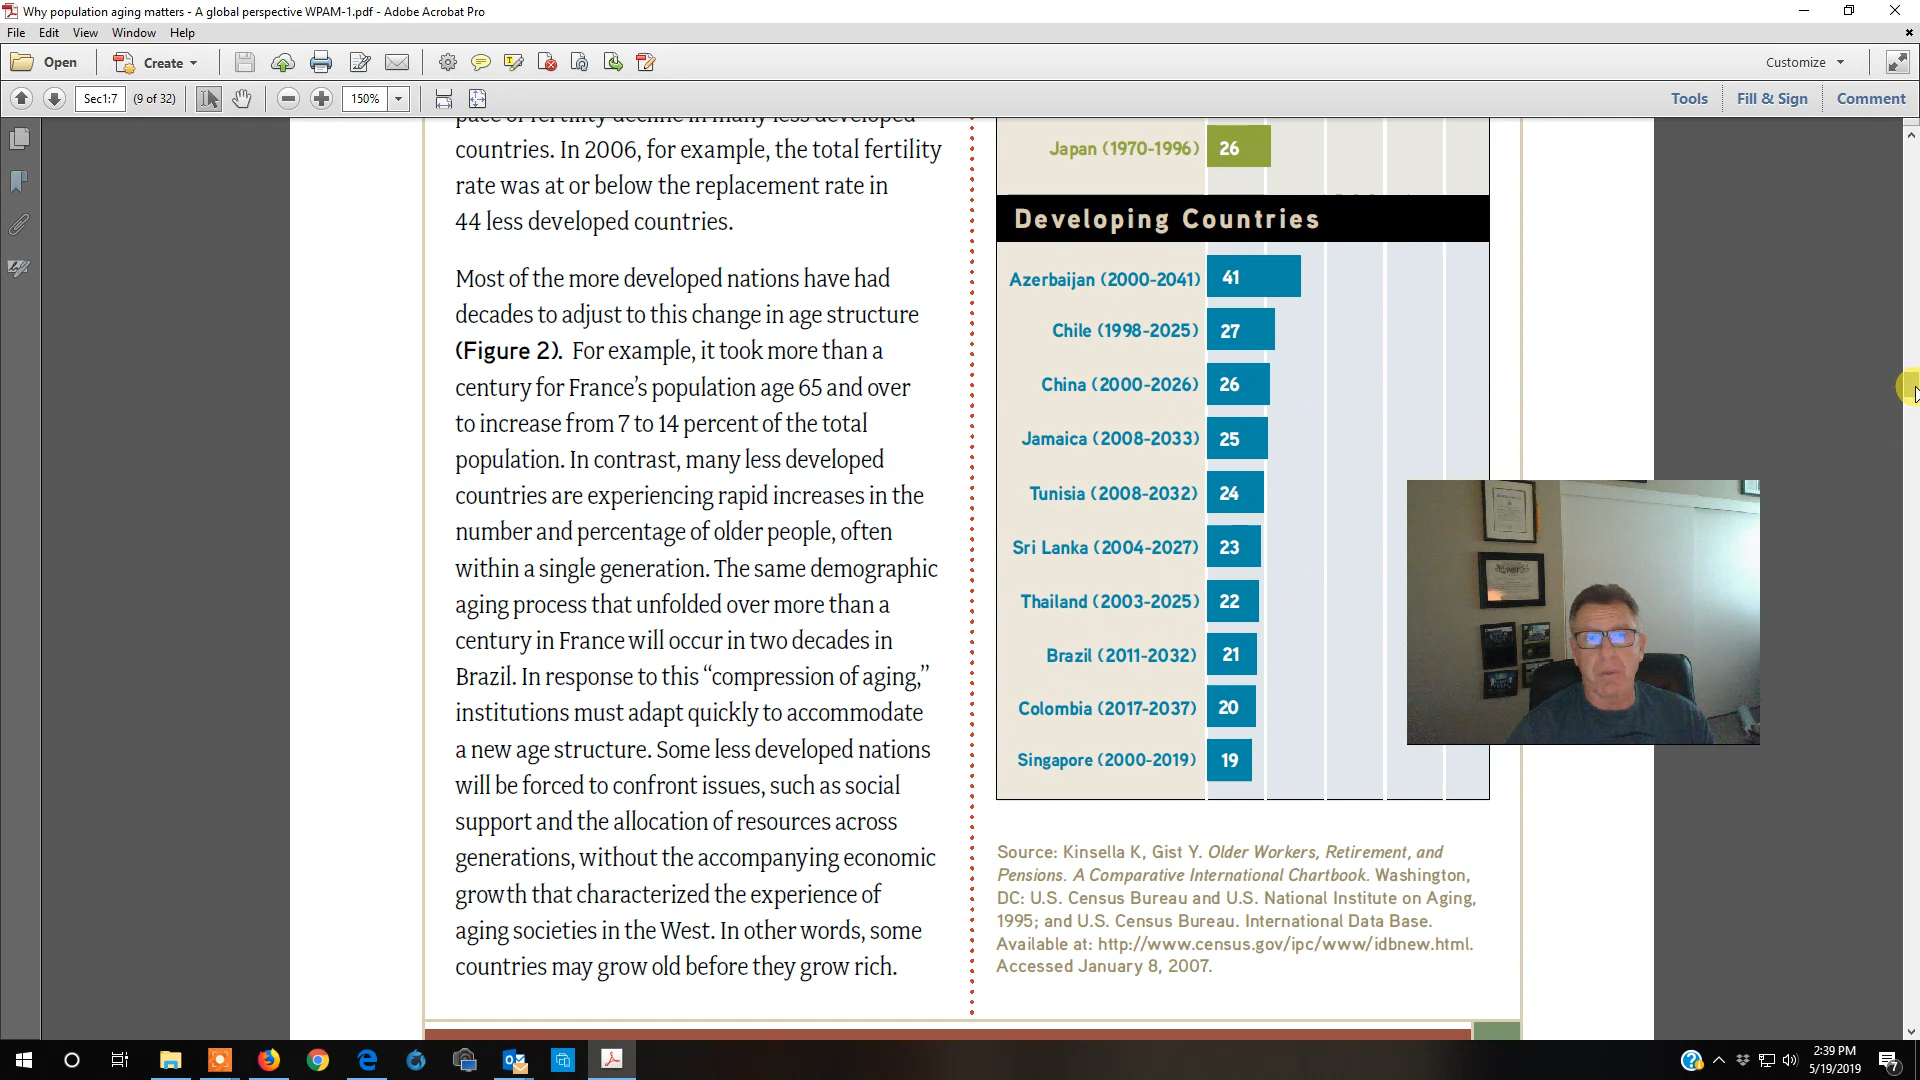 Why population aging matters - A global perspective WPAM-1.pdf - Adobe Acrobat Pro
File Edit View Window Help
Open Create Customize
Sec1:7 (9 of 32) 150% Tools Fill & Sign Comment
pace of fertility decline in many less developed
countries. In 2006, for example, the total fertility
rate was at or below the replacement rate in
44 less developed countries.
Most of the more developed nations have had
decades to adjust to this change in age structure
(Figure 2). For example, it took more than a
century for France’s population age 65 and over
to increase from 7 to 14 percent of the total
population. In contrast, many less developed
countries are experiencing rapid increases in the
number and percentage of older people, often
within a single generation. The same demographic
aging process that unfolded over more than a
century in France will occur in two decades in
Brazil. In response to this “compression of aging,”
institutions must adapt quickly to accommodate
a new age structure. Some less developed nations
will be forced to confront issues, such as social
support and the allocation of resources across
generations, without the accompanying economic
growth that characterized the experience of
aging societies in the West. In other words, some
countries may grow old before they grow rich.
Japan (1970-1996) 26
Developing Countries
Azerbaijan (2000-2041) 41
Chile (1998-2025) 27
China (2000-2026) 26
Jamaica (2008-2033) 25
Tunisia (2008-2032) 24
Sri Lanka (2004-2027) 23
Thailand (2003-2025) 22
Brazil (2011-2032) 21
Colombia (2017-2037) 20
Singapore (2000-2019) 19
Source: Kinsella K, Gist Y. Older Workers, Retirement, and
Pensions. A Comparative International Chartbook. Washington,
DC: U.S. Census Bureau and U.S. National Institute on Aging,
1995; and U.S. Census Bureau. International Data Base.
Available at: http://www.census.gov/ipc/www/idbnew.html.
Accessed January 8, 2007.
2:39 PM
5/19/2019
7